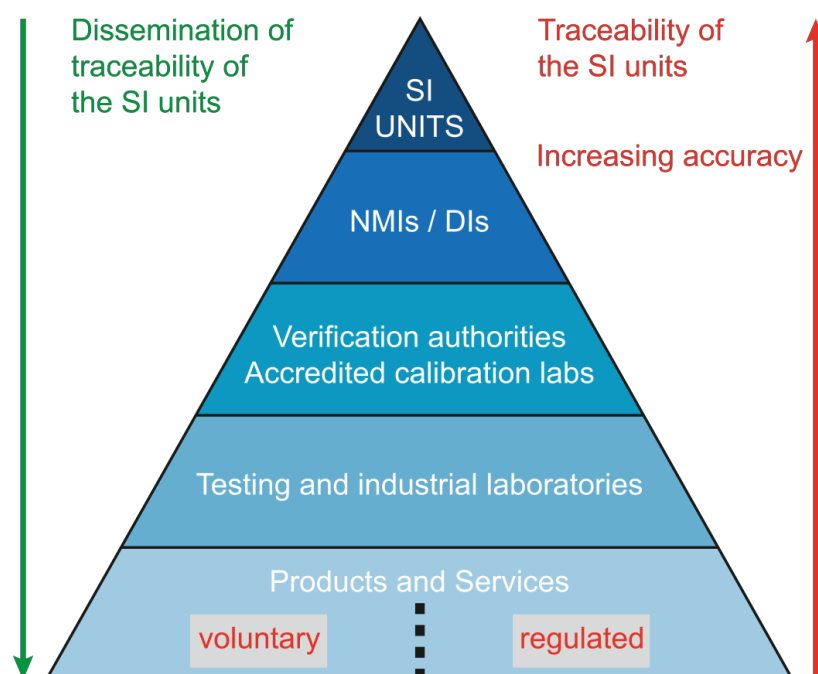 Dissemination of
traceability of
the SI units
Traceability of
the SI units
Increasing accuracy
SI
UNITS
NMIs / DIs
Verification authorities
Accredited calibration labs
Testing and industrial laboratories
Products and Services
voluntary
regulated